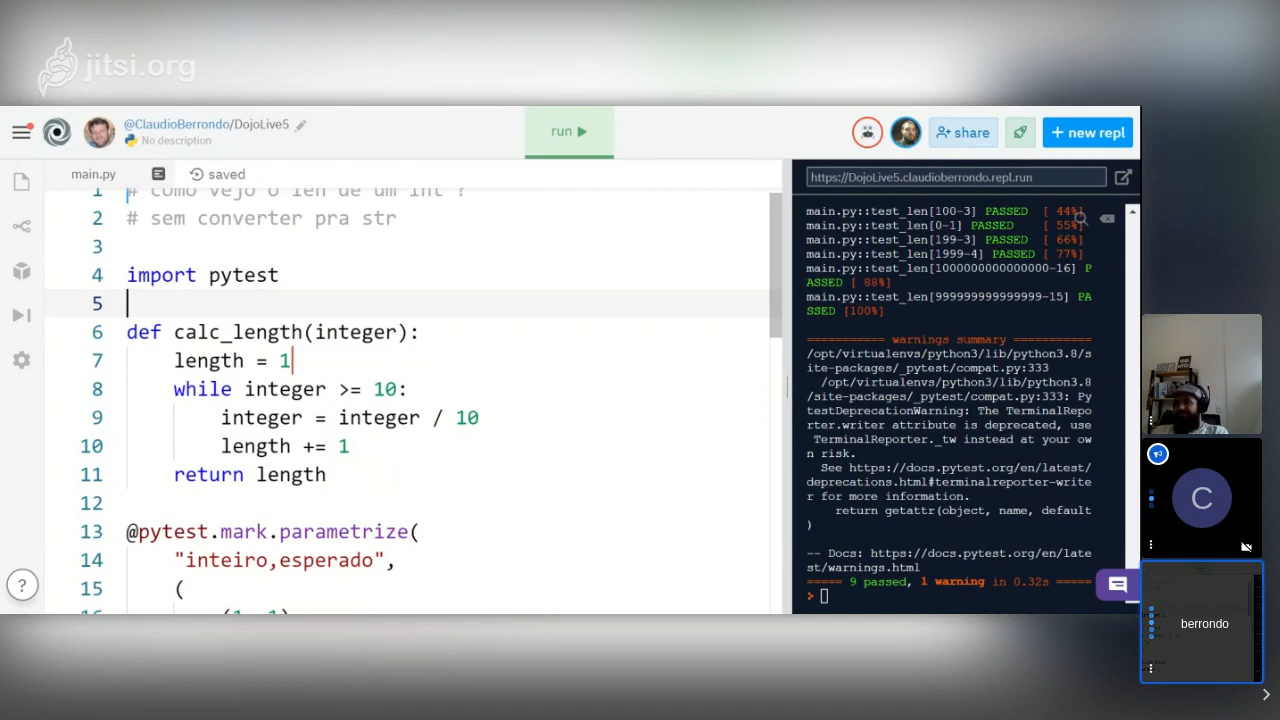 jitsi.org
@ClaudioBerrondo/DojoLive5
No description
run
share
+ new repl
main.py
saved
https://DojoLive5.claudioberrondo.repl.run
1 # como vejo o len de um int ?
2 # sem converter pra str
3
4 import pytest
5
6 def calc_length(integer):
7 length = 1
8 while integer >= 10:
9 integer = integer / 10
10 length += 1
11 return length
12
13 @pytest.mark.parametrize(
14 "inteiro,esperado",
15 (
16 (1, 1)
main.py::test_len[100-3] PASSED [ 44%]
main.py::test_len[0-1] PASSED [ 55%]
main.py::test_len[199-3] PASSED [ 66%]
main.py::test_len[1999-4] PASSED [ 77%]
main.py::test_len[1000000000000000-16] P
ASSED [ 88%]
main.py::test_len[999999999999999-15] PA
SSED [100%]
=========== warnings summary ===========
/opt/virtualenvs/python3/lib/python3.8/s
ite-packages/_pytest/compat.py:333
/opt/virtualenvs/python3/lib/python3.8
/site-packages/_pytest/compat.py:333: Py
testDeprecationWarning: The TerminalRepo
rter.writer attribute is deprecated, use
TerminalReporter._tw instead at your ow
n risk.
See https://docs.pytest.org/en/latest/
deprecations.html#terminalreporter-write
r for more information.
return getattr(object, name, default
)
-- Docs: https://docs.pytest.org/en/late
st/warnings.html
===== 9 passed, 1 warning in 0.32s =====
?
C
berrondo